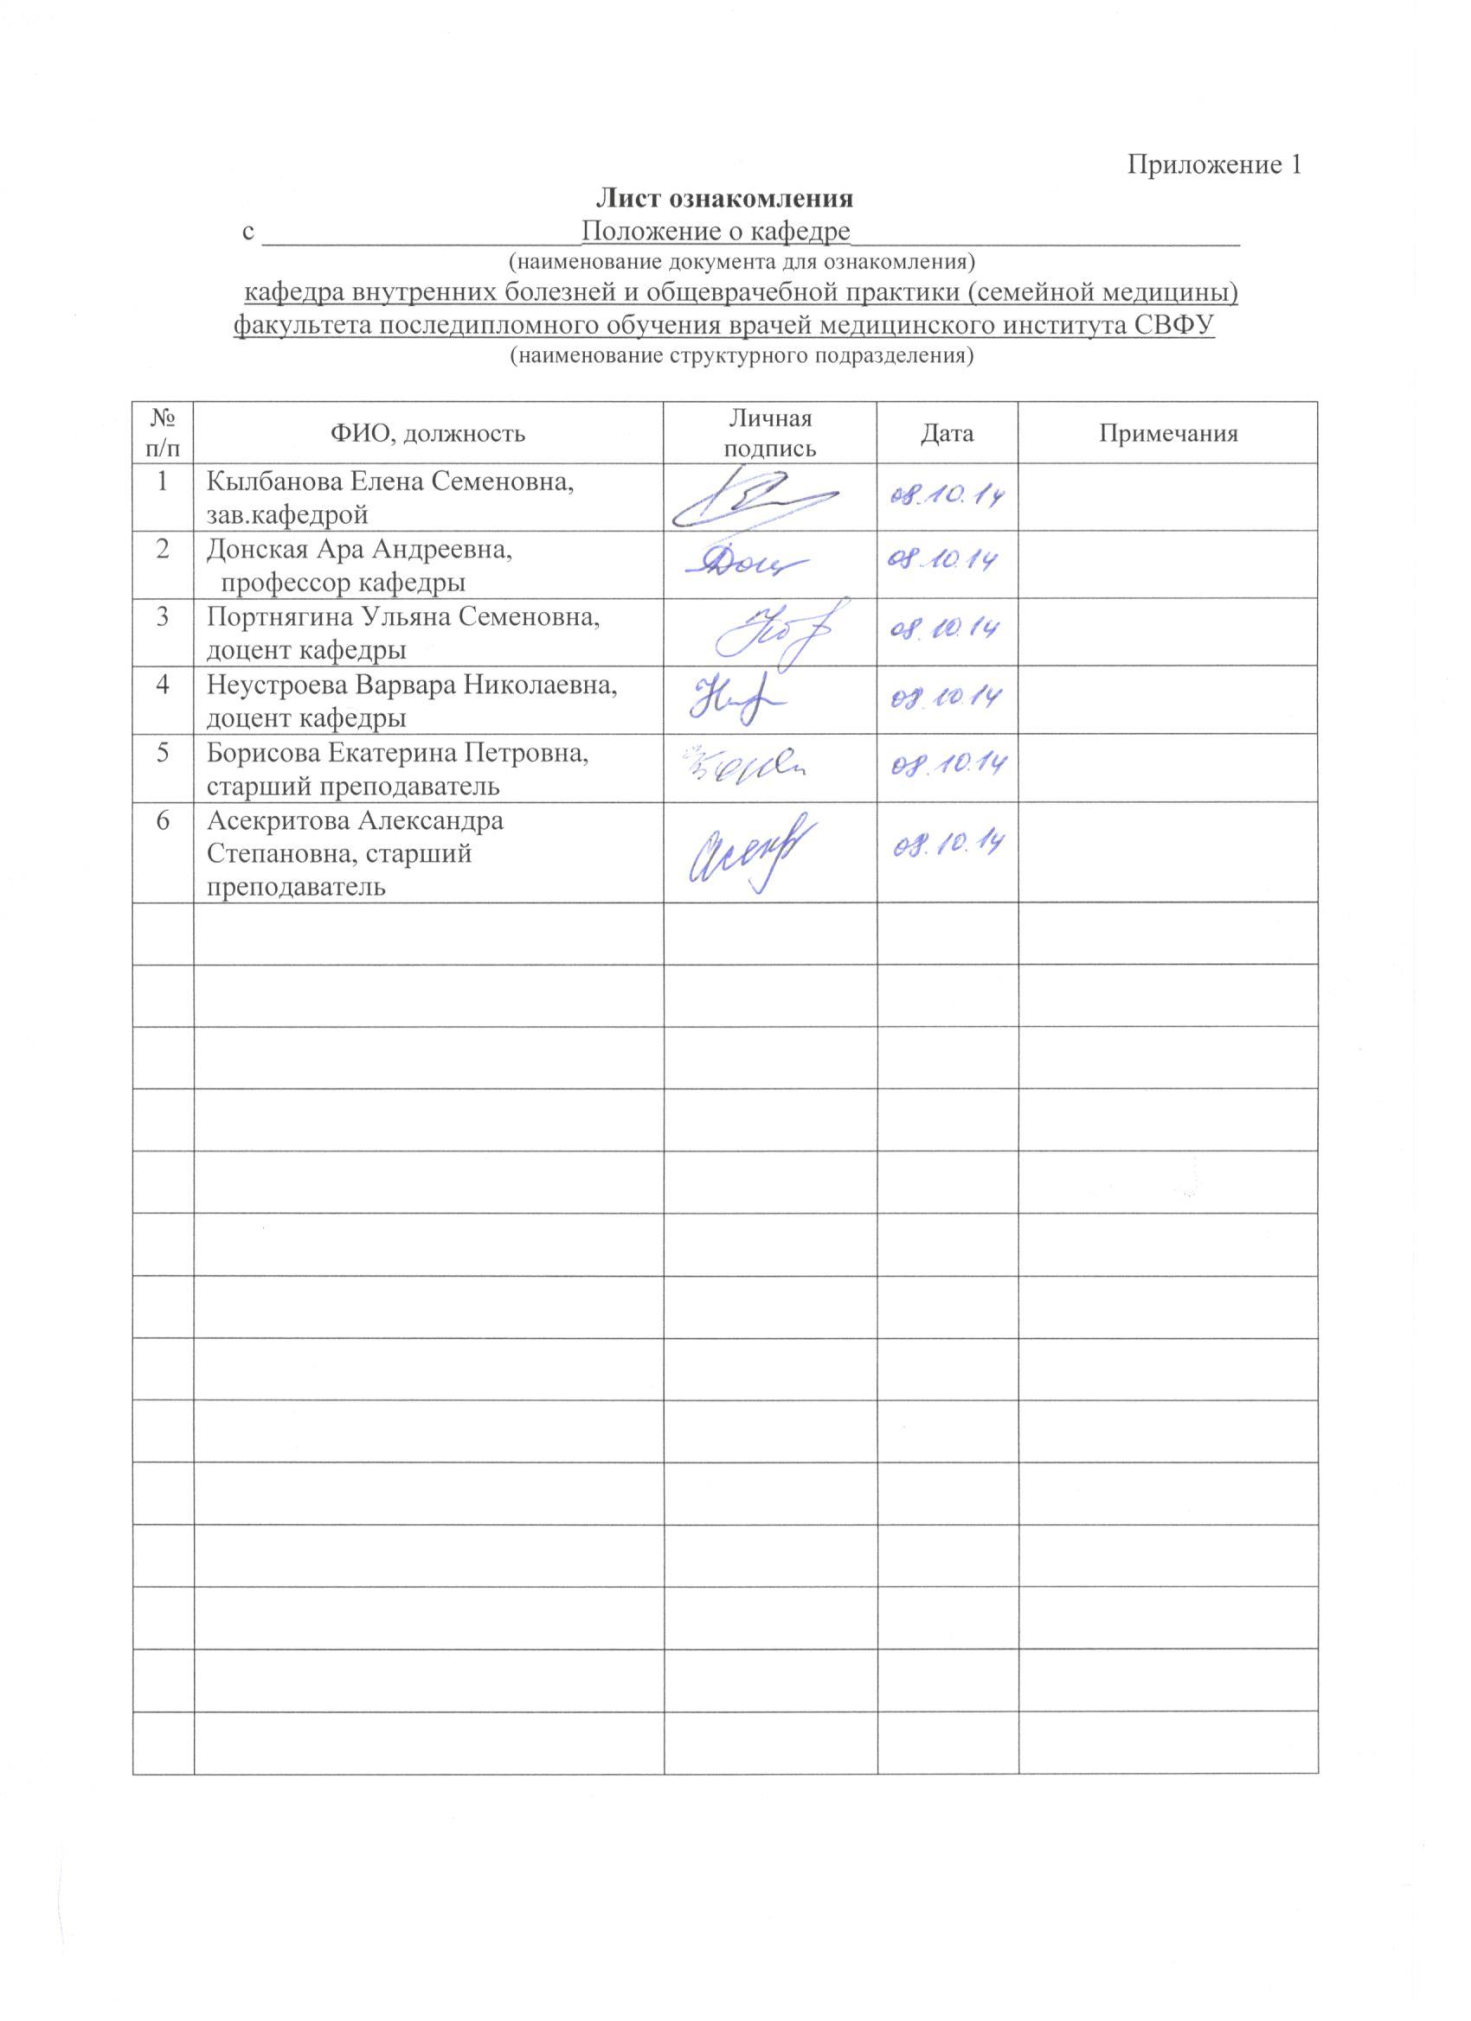 Приложение 1
Лист ознакомления
с ______Положение о кафедре______
(наименование документа для ознакомления)
кафедра внутренних болезней и общеврачебной практики (семейной медицины)
факультета последипломного обучения врачей медицинского института СВФУ
(наименование структурного подразделения)
№ п/п ФИО, должность Личная подпись Дата Примечания
1 Кылбанова Елена Семеновна, 08.10.14
зав.кафедрой
2 Донская Ара Андреевна, 08.10.14
профессор кафедры
3 Портнягина Ульяна Семеновна, 08.10.14
доцент кафедры
4 Неустроева Варвара Николаевна, 08.10.14
доцент кафедры
5 Борисова Екатерина Петровна, 08.10.14
старший преподаватель
6 Асекритова Александра 08.10.14
Степановна, старший
преподаватель